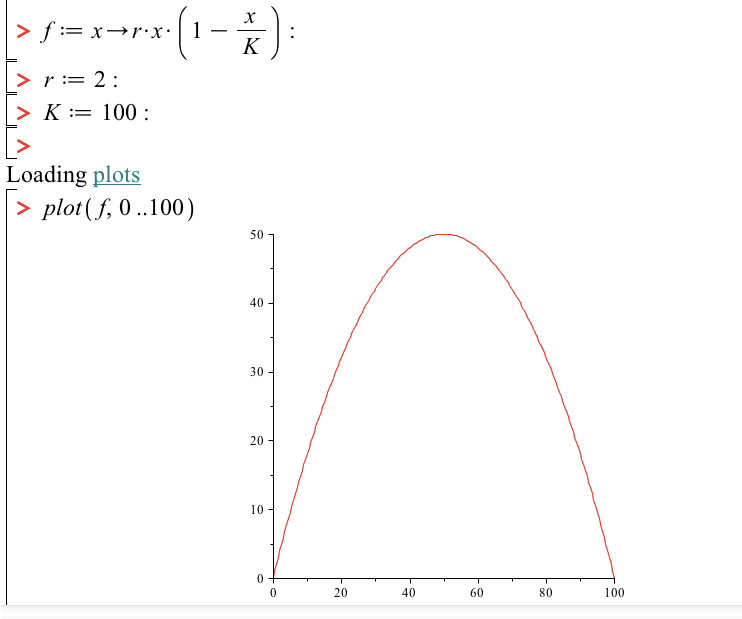 > f := x→r·x·(1 − x/K) :
> r := 2 :
> K := 100 :
>
Loading plots
> plot(f, 0 ..100)
50
40
30
20
10
0
0 20 40 60 80 100